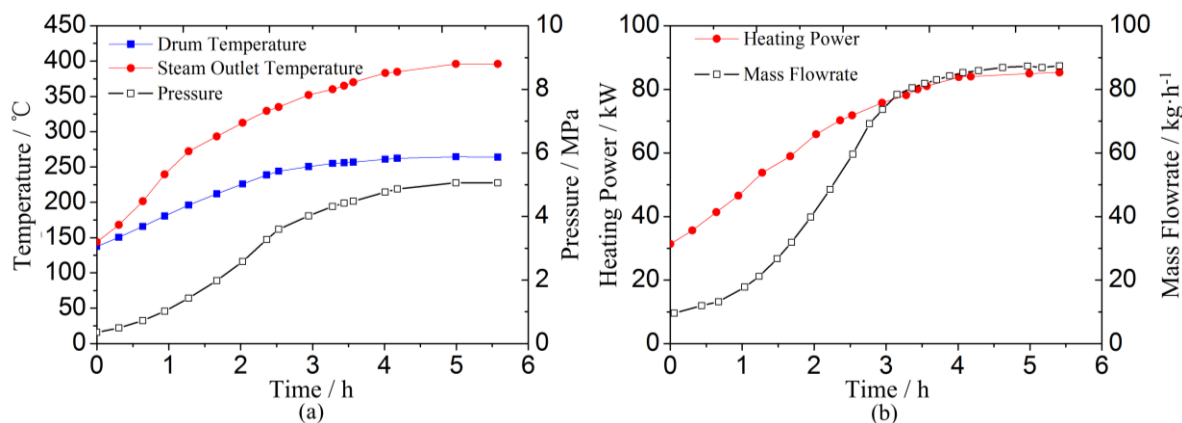 450
400
350
300
250
200
150
100
50
0
Temperature / ℃
Drum Temperature
Steam Outlet Temperature
Pressure
10
8
6
4
2
0
Pressure / MPa
0 1 2 3 4 5 6
Time / h
(a)
100
80
60
40
20
0
Heating Power / kW
Heating Power
Mass Flowrate
100
80
60
40
20
0
Mass Flowrate / kg·h-1
0 1 2 3 4 5 6
Time / h
(b)